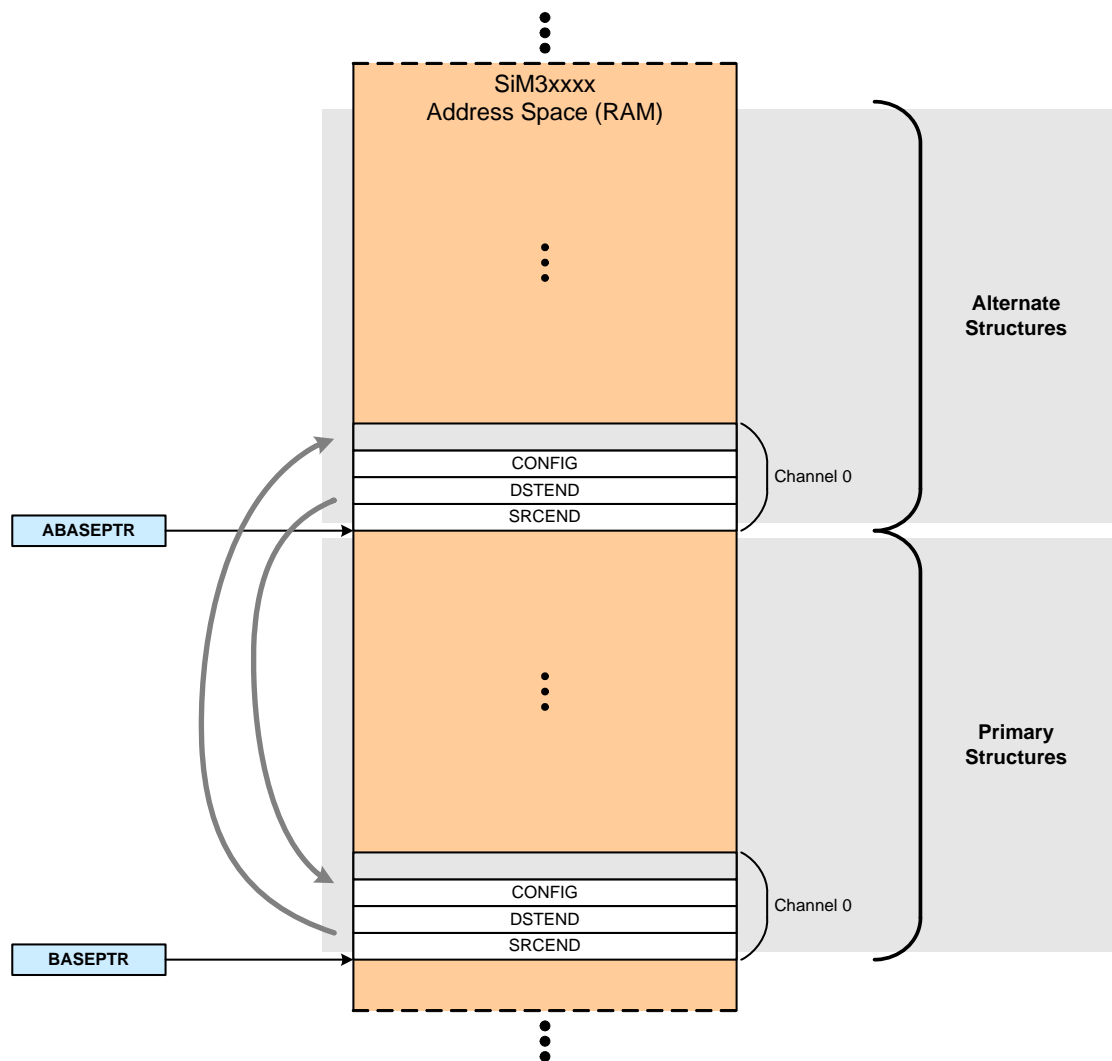 SiM3xxxx
Address Space (RAM)
Alternate
Structures
CONFIG
Channel 0
DSTEND
SRCEND
ABASEPTR
Primary
Structures
CONFIG
Channel 0
DSTEND
SRCEND
BASEPTR